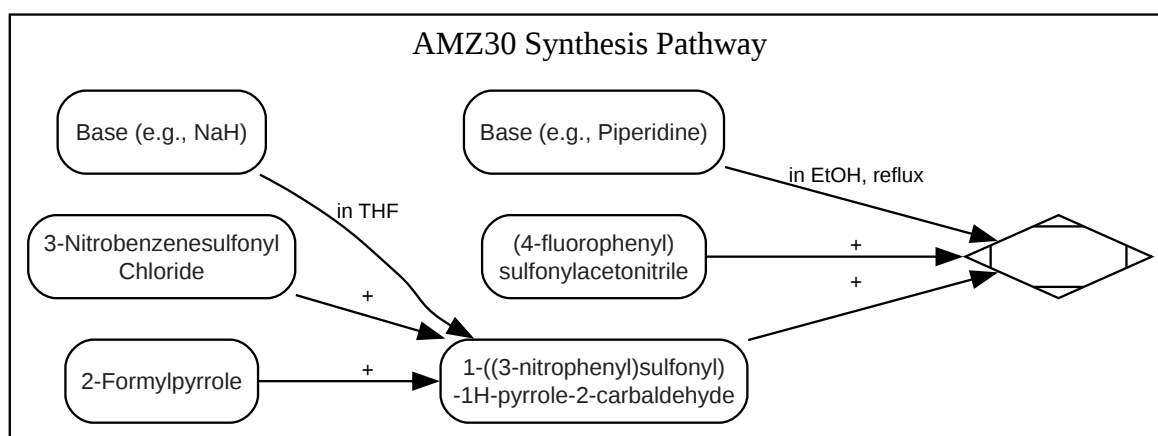 AMZ30 Synthesis Pathway
Base (e.g., NaH)
Base (e.g., Piperidine)
in EtOH, reflux
in THF
3-Nitrobenzenesulfonyl
Chloride
(4-fluorophenyl)
sulfonylacetonitrile
+
+
+
2-Formylpyrrole
+
1-((3-nitrophenyl)sulfonyl)
-1H-pyrrole-2-carbaldehyde